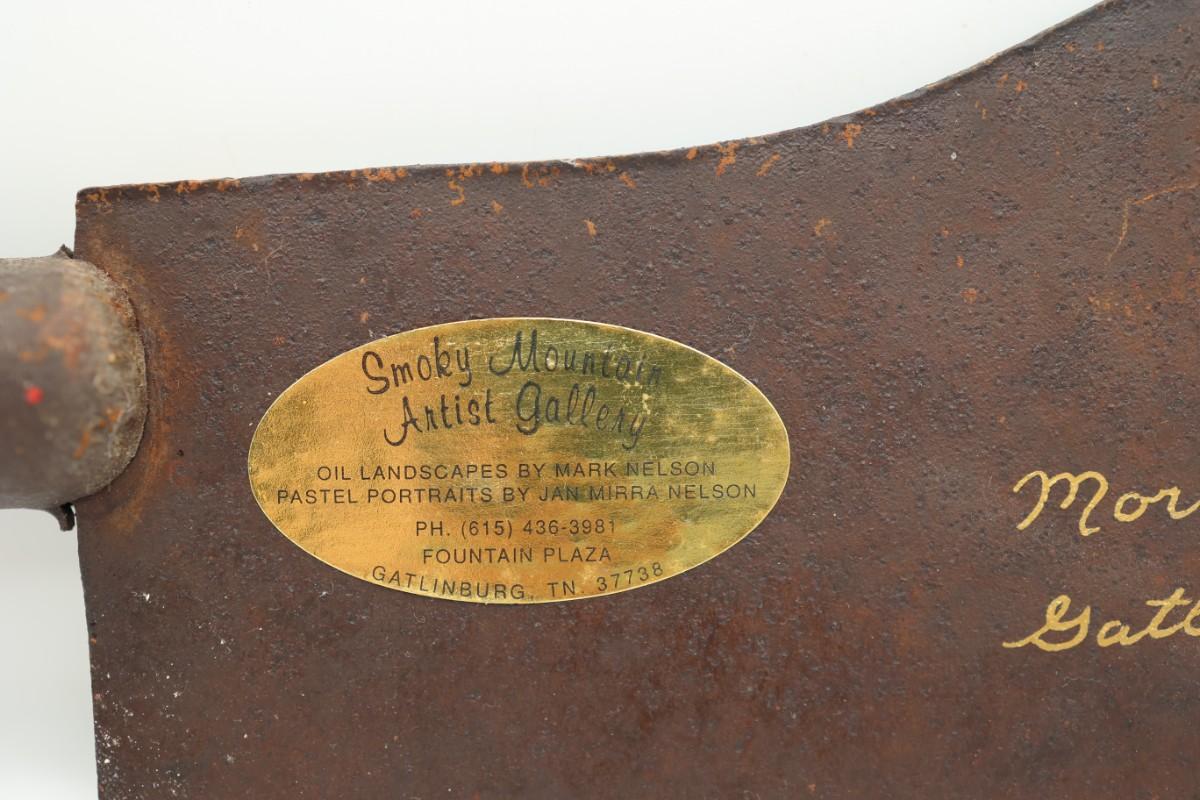 Smoky Mountain
Artist Gallery
OIL LANDSCAPES BY MARK NELSON
PASTEL PORTRAITS BY JAN MIRRA NELSON
PH. (615) 436-3981
FOUNTAIN PLAZA
GATLINBURG, TN. 37738